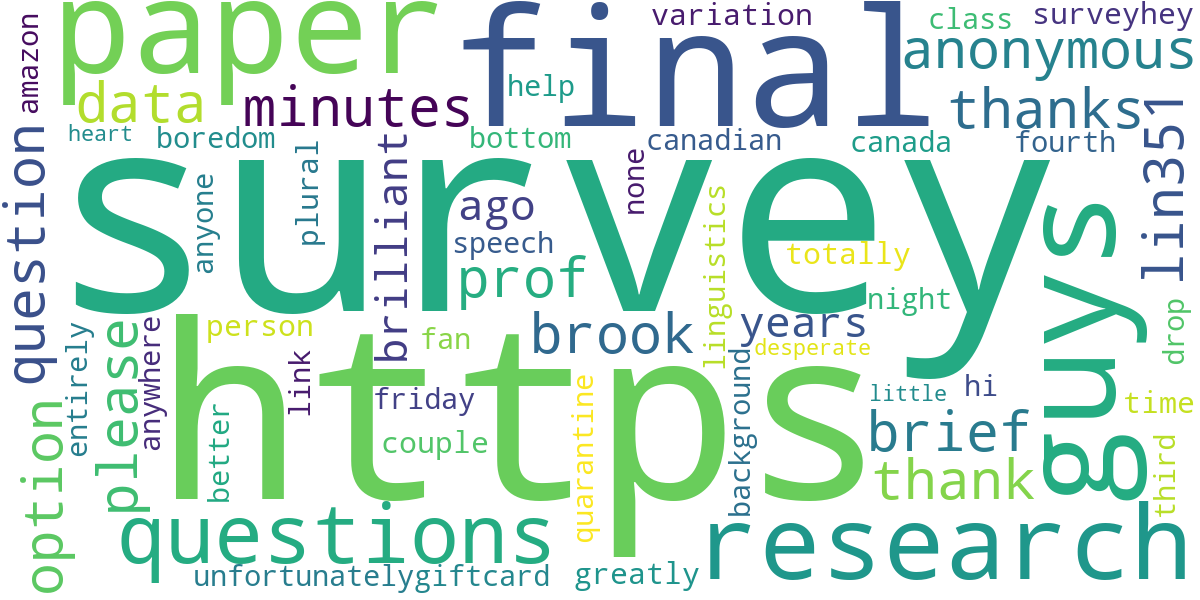 paper
final
variation
class
surveyhey
anonymous
amazon
data
minutes
help
thanks
heart
boredom
bottom
canadian
canada
fourth
question
survey
anyone
plural
brilliant
ago
speech
prof
none
linguistics
totally
night
guys
lin351
drop
https
person
fan
brook
years
desperate
entirely
please
anywhere
link
friday
couple
quarantine
background
little
hi
brief
time
option
better
thank
third
questions
research
unfortunatelygiftcard
greatly